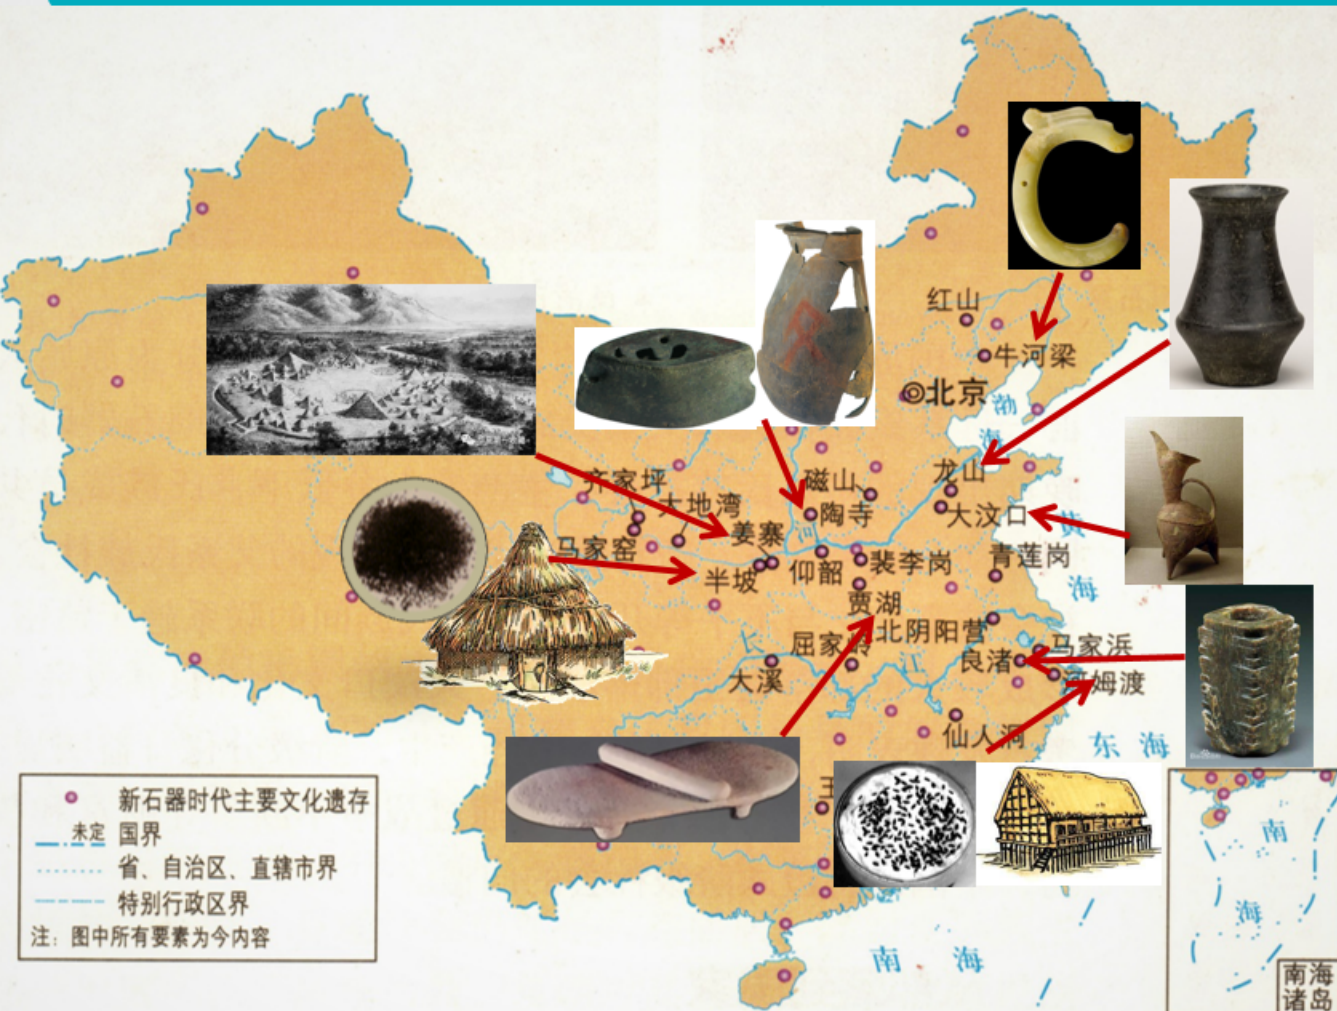 红山
牛河梁
北京
渤
海
龙山
大汶口
黄
海
磁山
陶寺
河
齐家坪
大地湾
马家窑
姜寨
半坡
仰韶
裴李岗
青莲岗
贾湖
北阴阳营
屈家岭
长
江
大溪
良渚
马家浜
河姆渡
仙人洞
东海
新石器时代主要文化遗存
未定 国界
省、自治区、直辖市界
特别行政区界
注：图中所有要素为今内容
南海
南
海
南海
诸岛